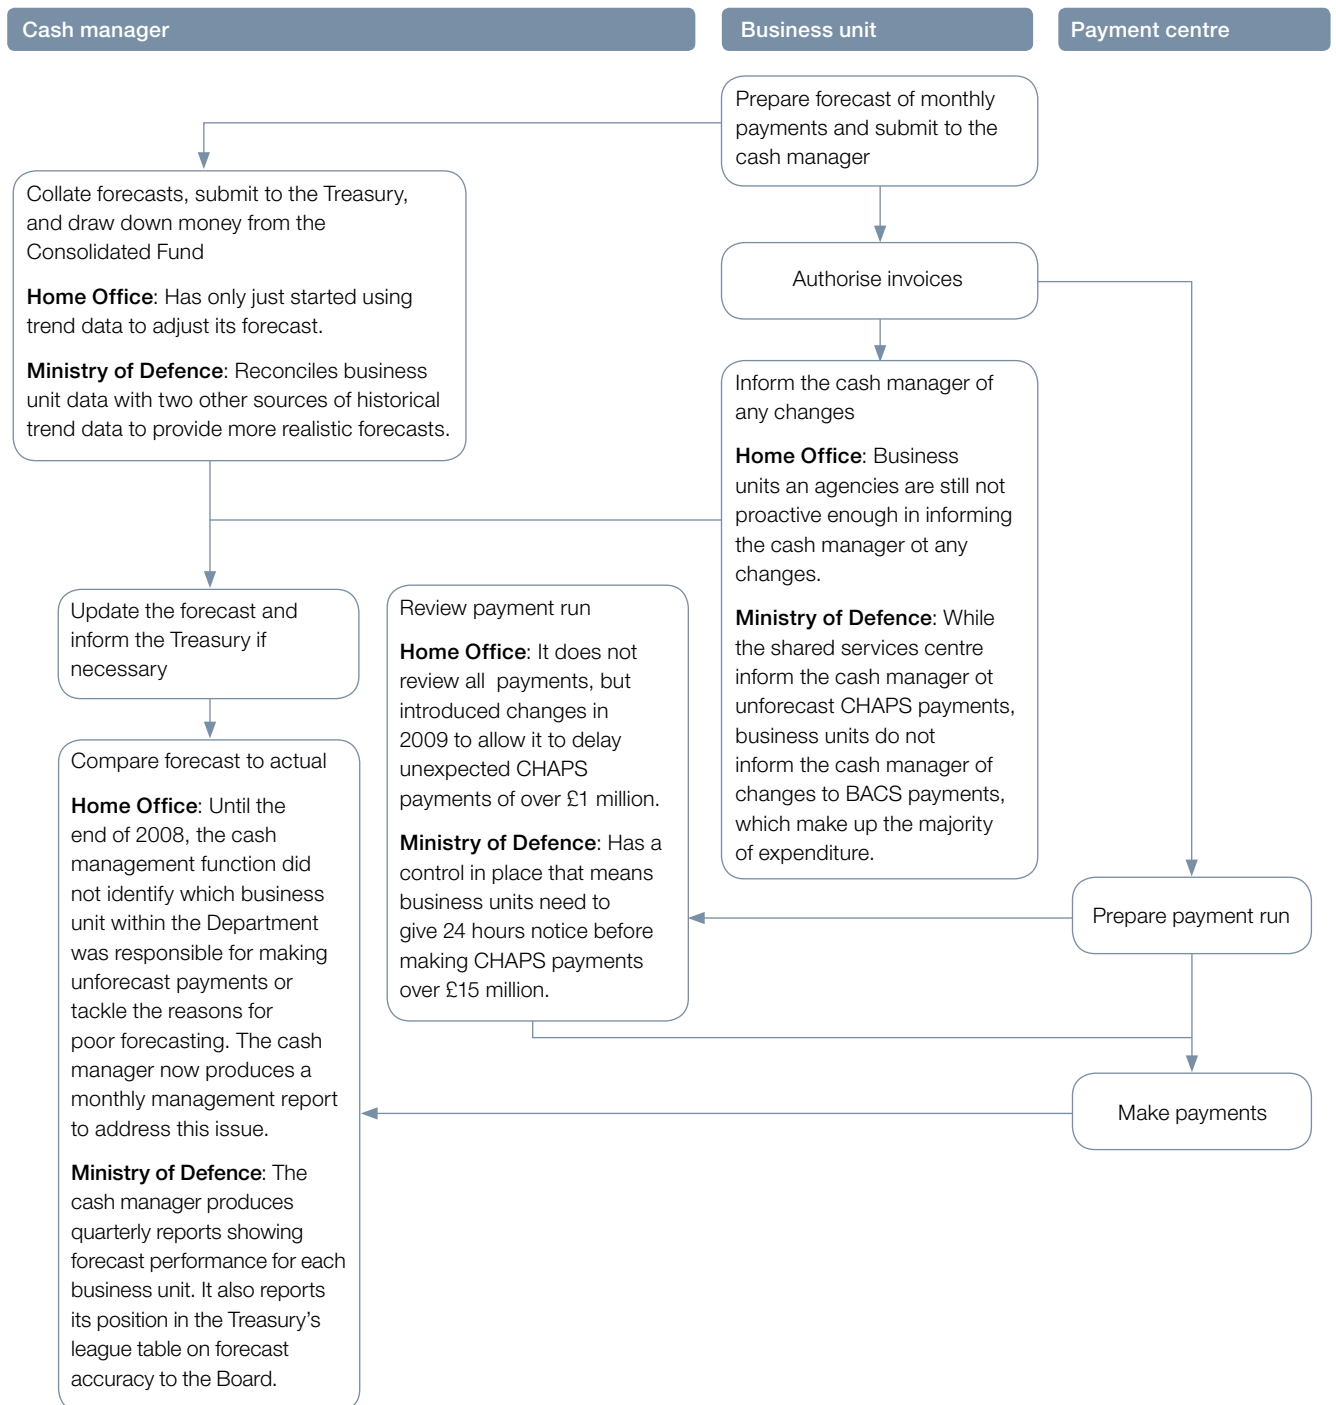 Cash manager
Business unit
Payment centre
Prepare forecast of monthly
payments and submit to the
cash manager
Collate forecasts, submit to the Treasury,
and draw down money from the
Consolidated Fund
Home Office: Has only just started using
trend data to adjust its forecast.
Ministry of Defence: Reconciles business
unit data with two other sources of historical
trend data to provide more realistic forecasts.
Authorise invoices
Inform the cash manager of
any changes
Home Office: Business
units an agencies are still not
proactive enough in informing
the cash manager ot any
changes.
Ministry of Defence: While
the shared services centre
inform the cash manager ot
unforecast CHAPS payments,
business units do not
inform the cash manager of
changes to BACS payments,
which make up the majority
of expenditure.
Update the forecast and
inform the Treasury if
necessary
Review payment run
Home Office: It does not
review all payments, but
introduced changes in
2009 to allow it to delay
unexpected CHAPS
payments of over £1 million.
Ministry of Defence: Has a
control in place that means
business units need to
give 24 hours notice before
making CHAPS payments
over £15 million.
Compare forecast to actual
Home Office: Until the
end of 2008, the cash
management function did
not identify which business
unit within the Department
was responsible for making
unforecast payments or
tackle the reasons for
poor forecasting. The cash
manager now produces a
monthly management report
to address this issue.
Ministry of Defence: The
cash manager produces
quarterly reports showing
forecast performance for each
business unit. It also reports
its position in the Treasury's
league table on forecast
accuracy to the Board.
Prepare payment run
Make payments